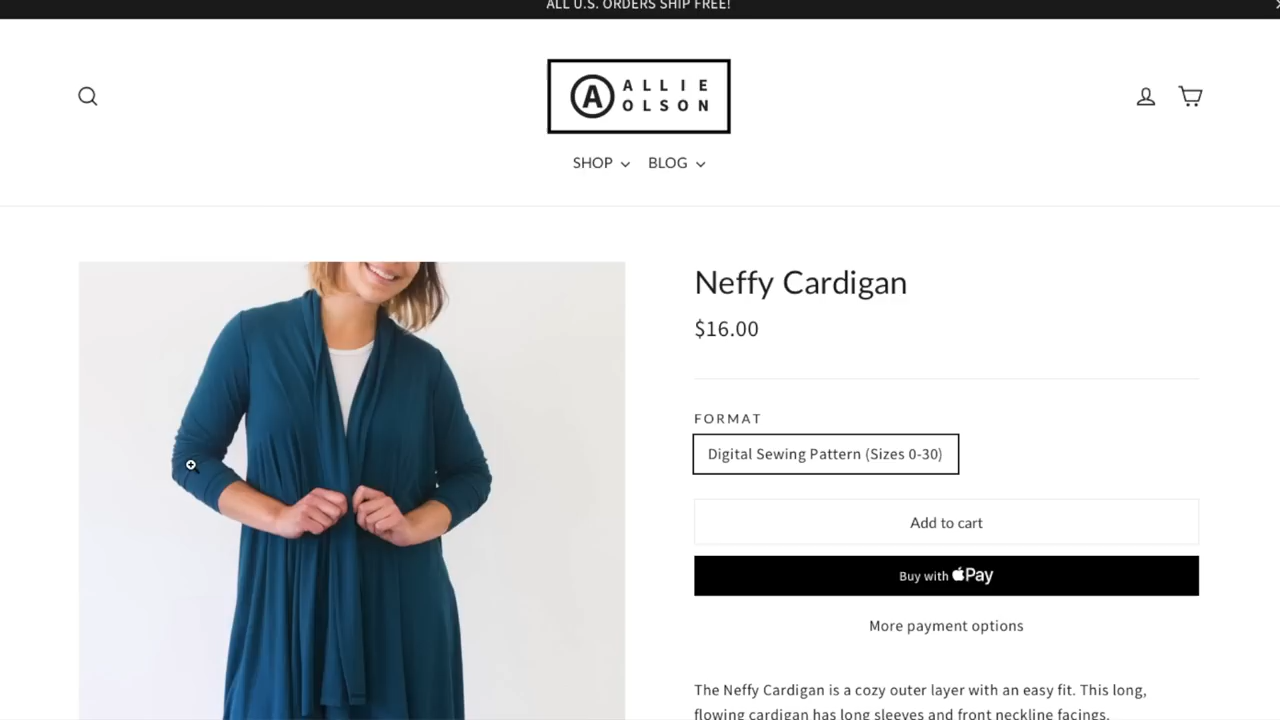 ALL U.S. ORDERS SHIP FREE!
A ALLIE
OLSON
SHOP BLOG
Neffy Cardigan
$16.00
FORMAT
Digital Sewing Pattern (Sizes 0-30)
Add to cart
Buy with Pay
More payment options
The Neffy Cardigan is a cozy outer layer with an easy fit. This long,
flowing cardigan has long sleeves and front neckline facings.